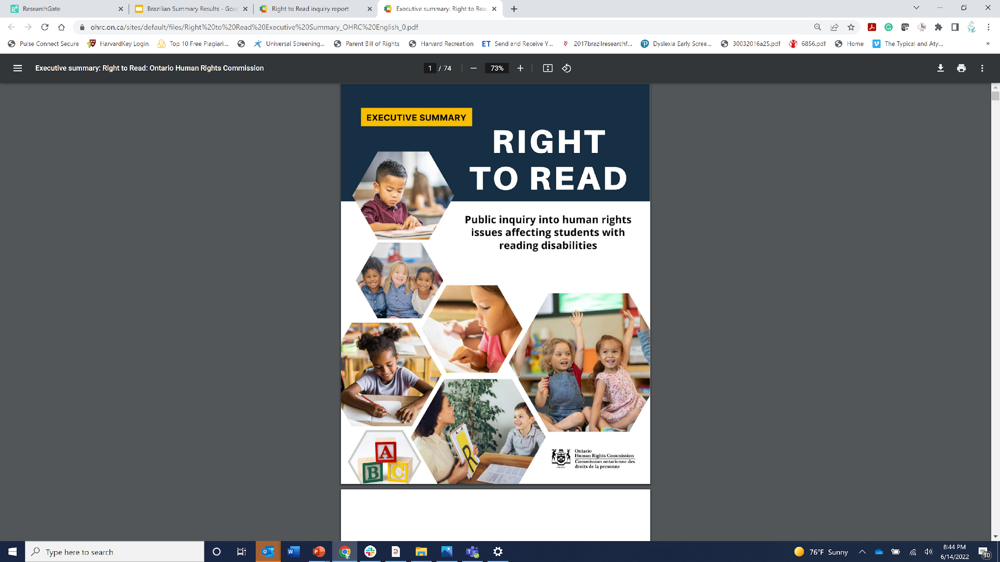 ResearchGate
Brazilian Summary Results - Goo
Right to Read inquiry report
Executive summary: Right to Rea
ohrc.on.ca/sites/default/files/Right%20to%20Read%20Executive%20Summary_OHRC%20English_0.pdf
Pulse Connect Secure
HarvardKey Login
Top 10 Free Plagiari...
Universal Screening...
Parent Bill of Rights
Harvard Recreation
ET Send and Receive Y...
2017brazilresearchf...
Dyslexia Early Scree...
30032016a25.pdf
6856.pdf
Home
The Typical and Aty...
Executive summary: Right to Read: Ontario Human Rights Commission
1 / 74
73%
EXECUTIVE SUMMARY
RIGHT
TO READ
Public inquiry into human rights
issues affecting students with
reading disabilities
R
A
B C
Ontario
Ontario
Human Rights Commission
Commission ontarienne des
droits de la personne
Type here to search
76°F Sunny
8:44 PM
6/14/2022
30